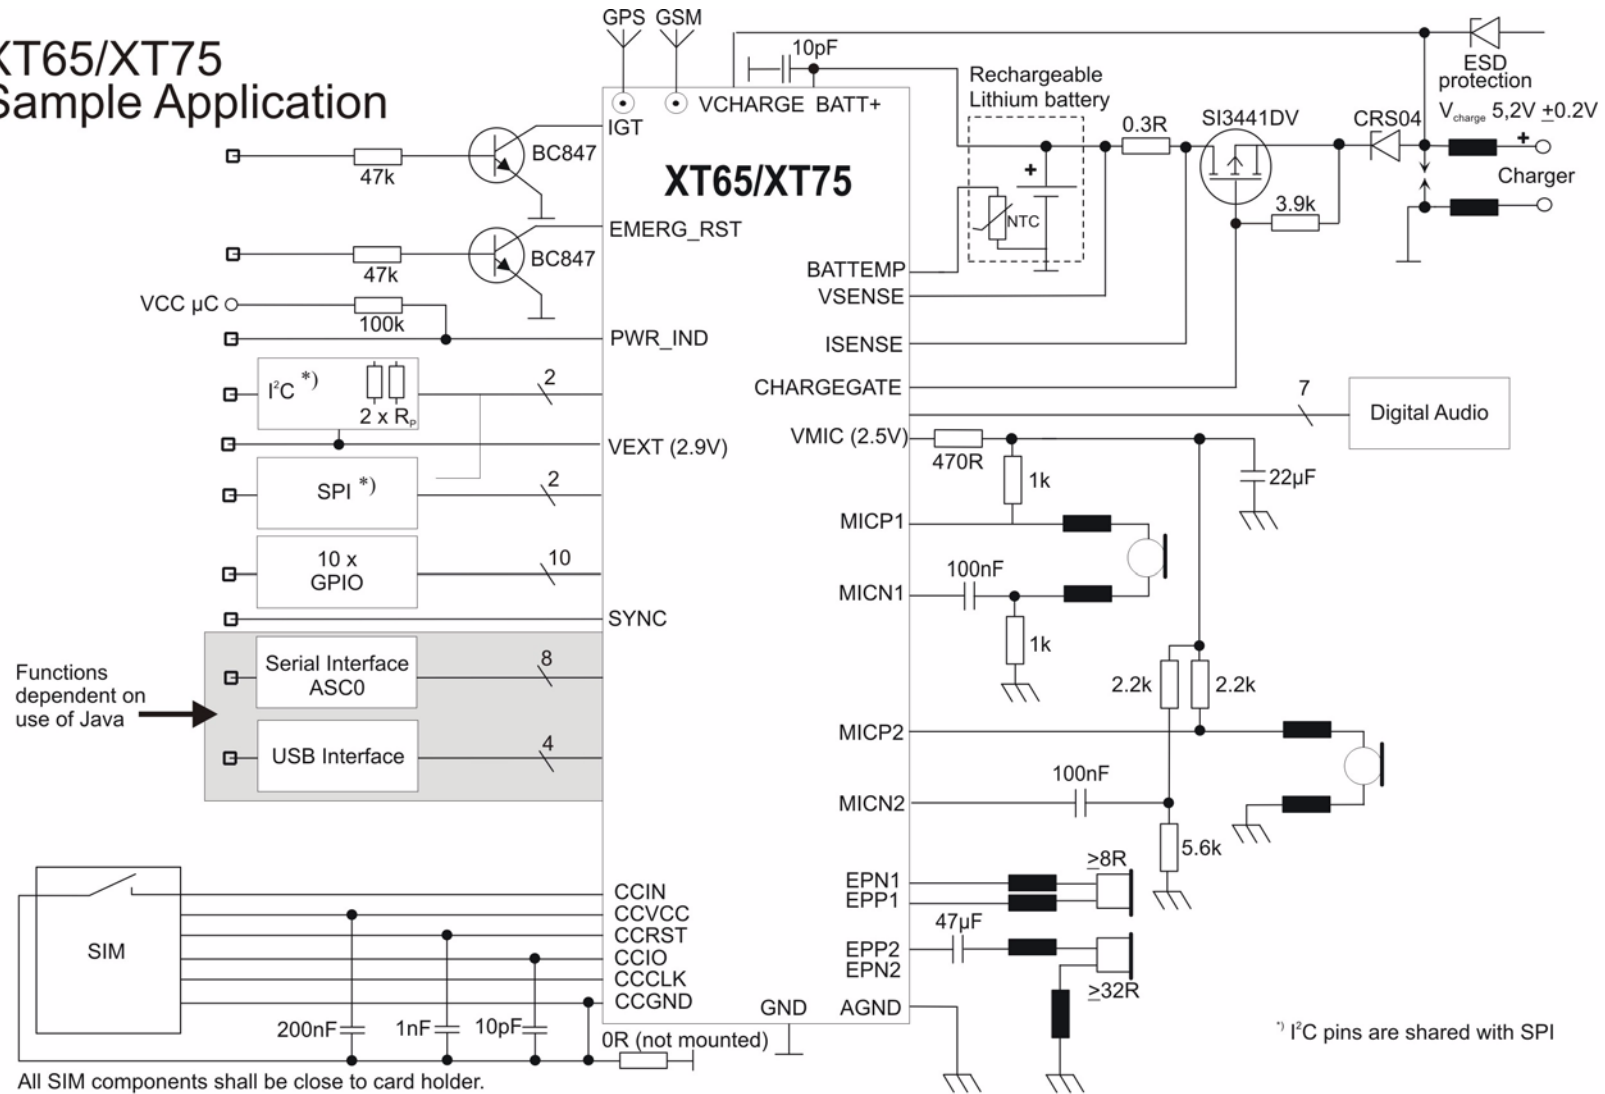 XT65/XT75
Sample Application
GPS GSM
VCHARGE BATT+
10pF
IGT
BC847
47k
XT65/XT75
EMERG_RST
BC847
47k
VCC µC
100k
PWR_IND
I²C *)
2 x RP
2
VEXT (2.9V)
SPI *)
2
10 x
GPIO
10
SYNC
Functions
dependent on
use of Java
Serial Interface
ASC0
8
USB Interface
4
SIM
CCIN
CCVCC
CCRST
CCIO
CCCLK
CCGND
200nF
1nF
10pF
0R (not mounted)
All SIM components shall be close to card holder.
Rechargeable
Lithium battery
+
NTC
0.3R
SI3441DV
CRS04
3.9k
ESD
protection
Vcharge 5,2V ±0.2V
+
Charger
BATTEMP
VSENSE
ISENSE
CHARGEGATE
7
Digital Audio
VMIC (2.5V)
470R
1k
22µF
MICP1
100nF
MICN1
1k
2.2k
2.2k
MICP2
100nF
MICN2
5.6k
≥8R
EPN1
EPP1
47µF
EPP2
EPN2
≥32R
GND
AGND
*) I²C pins are shared with SPI